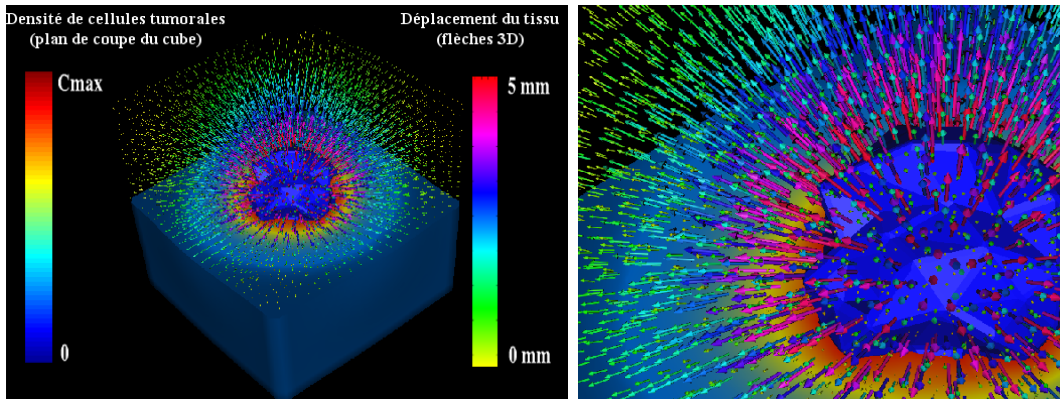 Densité de cellules tumorales
(plan de coupe du cube)
Déplacement du tissu
(flèches 3D)
Cmax
0
5 mm
0 mm